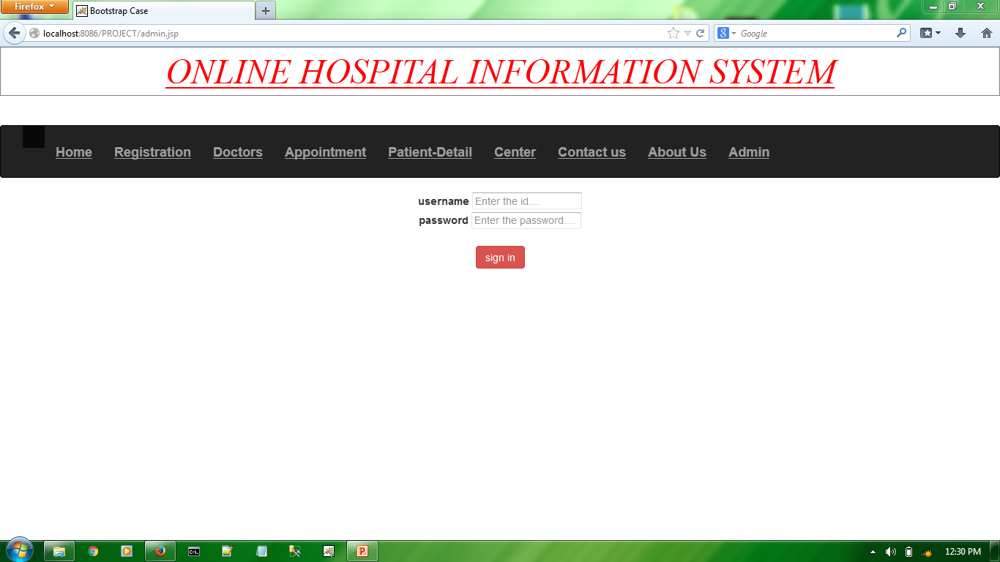 Firefox
Bootstrap Case
localhost:8086/PROJECT/admin.jsp
Google
ONLINE HOSPITAL INFORMATION SYSTEM
Home Registration Doctors Appointment Patient-Detail Center Contact us About Us Admin
username Enter the id....
password Enter the password....
sign in
12:30 PM